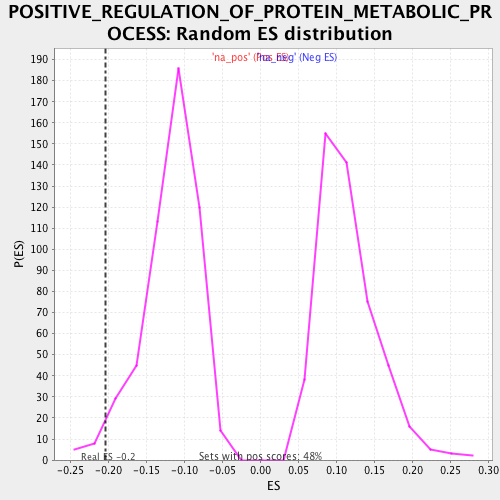 POSITIVE_REGULATION_OF_PROTEIN_METABOLIC_PR
OCESS: Random ES distribution
'na_pos' (Pos ES) 'na_neg' (Neg ES)
190
180
170
160
150
140
130
120
110
100
90
80
70
60
50
40
30
20
10
0
P(ES)
Real ES -0.2
Sets with pos scores: 48%
-0.25 -0.20 -0.15 -0.10 -0.05 0.00 0.05 0.10 0.15 0.20 0.25 0.30
ES